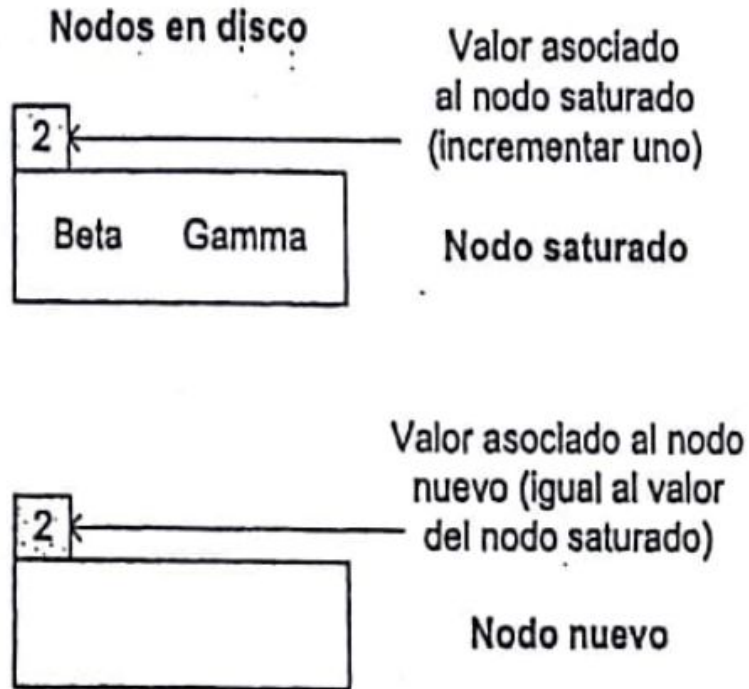 Nodos en disco
Valor asociado
al nodo saturado
(incrementar uno)
2
Beta Gamma
Nodo saturado
Valor asociado al nodo
nuevo (igual al valor
del nodo saturado)
2
Nodo nuevo